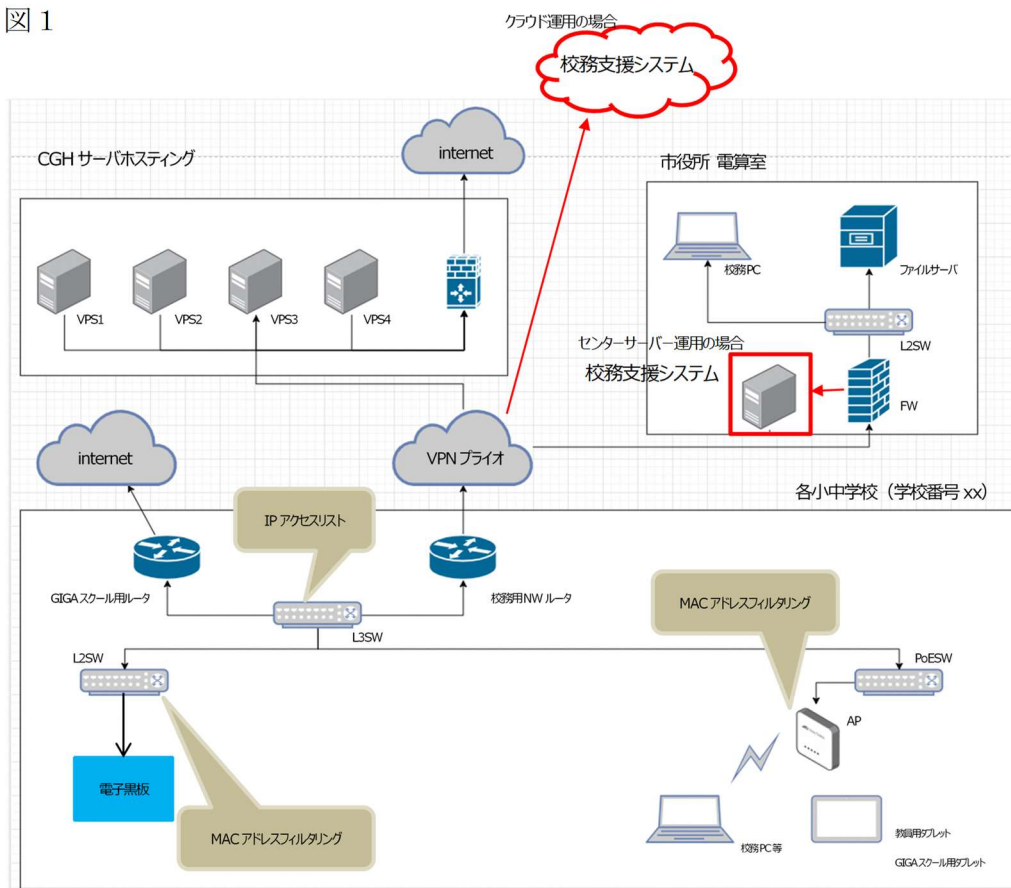 図 1
クラウド運用の場合
校務支援システム
internet
CGH サーバホスティング
市役所 電算室
校務PC
ファイルサーバ
VPS1
VPS2
VPS3
VPS4
L2SW
センターサーバー運用の場合
校務支援システム
FW
internet
VPN プライオ
各小中学校（学校番号 xx）
IP アクセスリスト
GIGAスクール用ルータ
校務用NW ルータ
MAC アドレスフィルタリング
L3SW
L2SW
PoESW
AP
電子黒板
MAC アドレスフィルタリング
校務PC等
教員用タブレット
GIGAスクール用タブレット